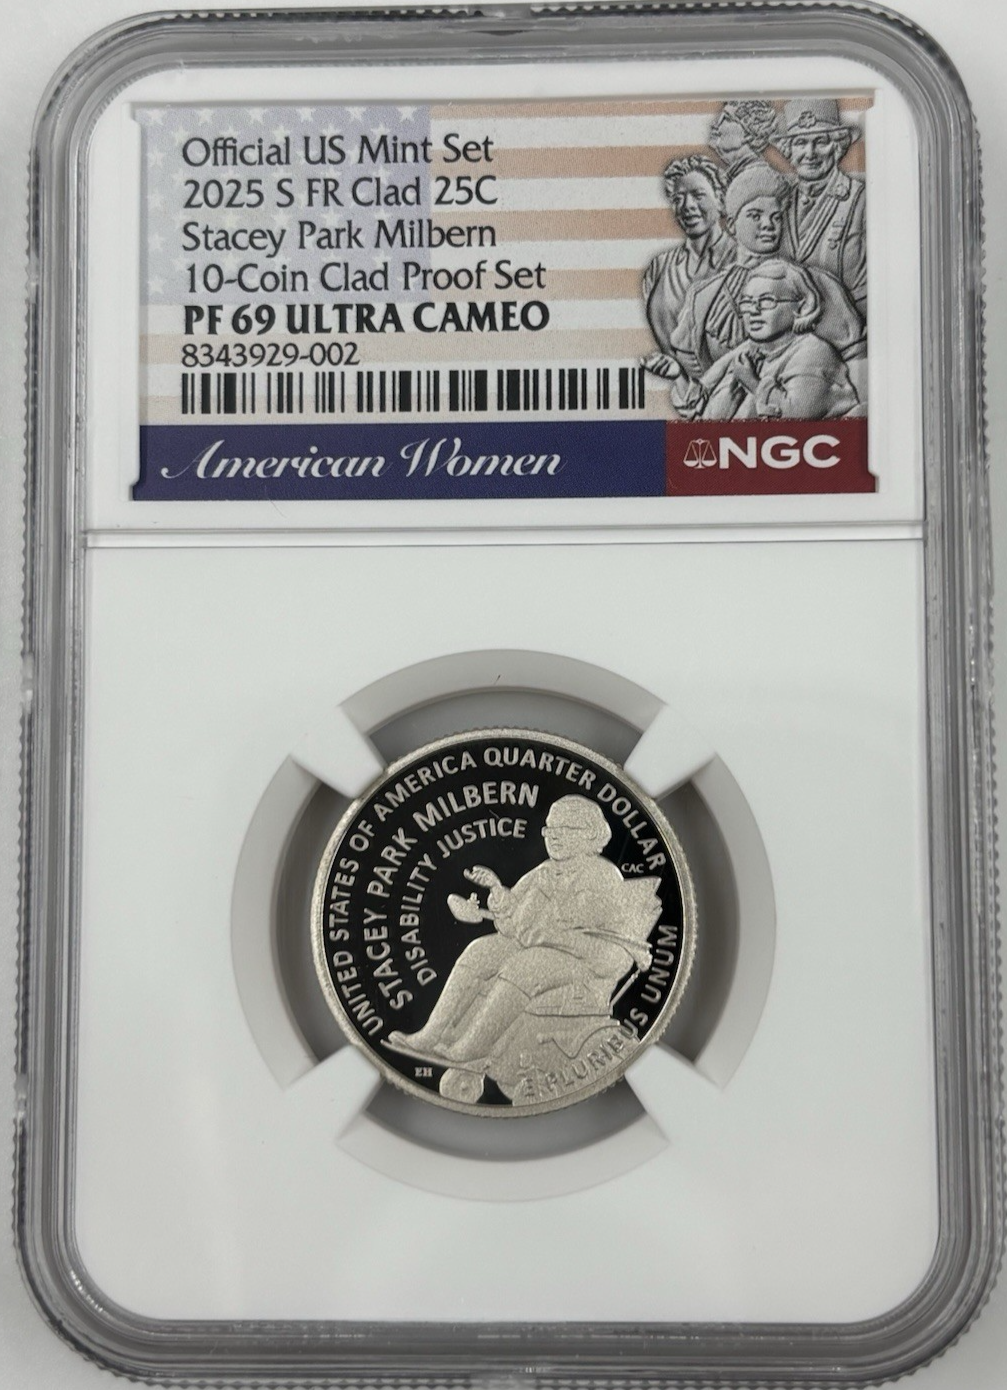 Official US Mint Set
2025 S FR Clad 25C
Stacey Park Milbern
10-Coin Clad Proof Set
PF 69 ULTRA CAMEO
8343929-002
American Women
NGC
UNITED STATES OF AMERICA QUARTER DOLLAR
STACEY PARK MILBERN
DISABILITY JUSTICE
CAC
E PLURIBUS UNUM
EH